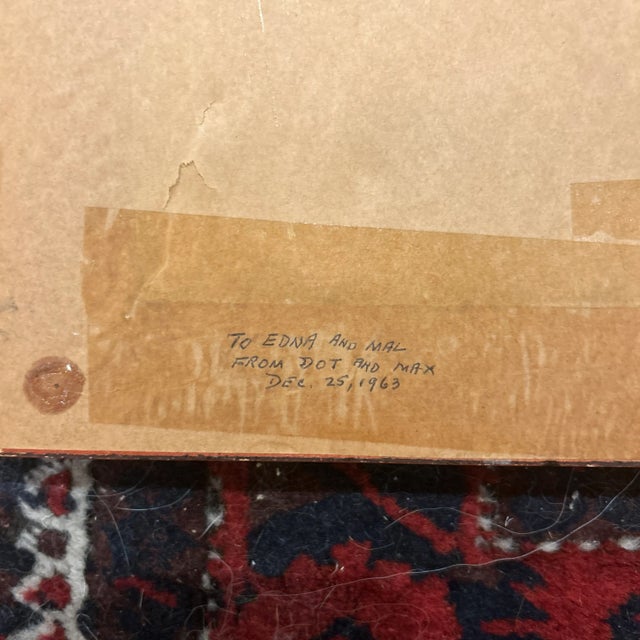 TO EDNA AND MAL
FROM DOT AND MAX
DEC. 25, 1963